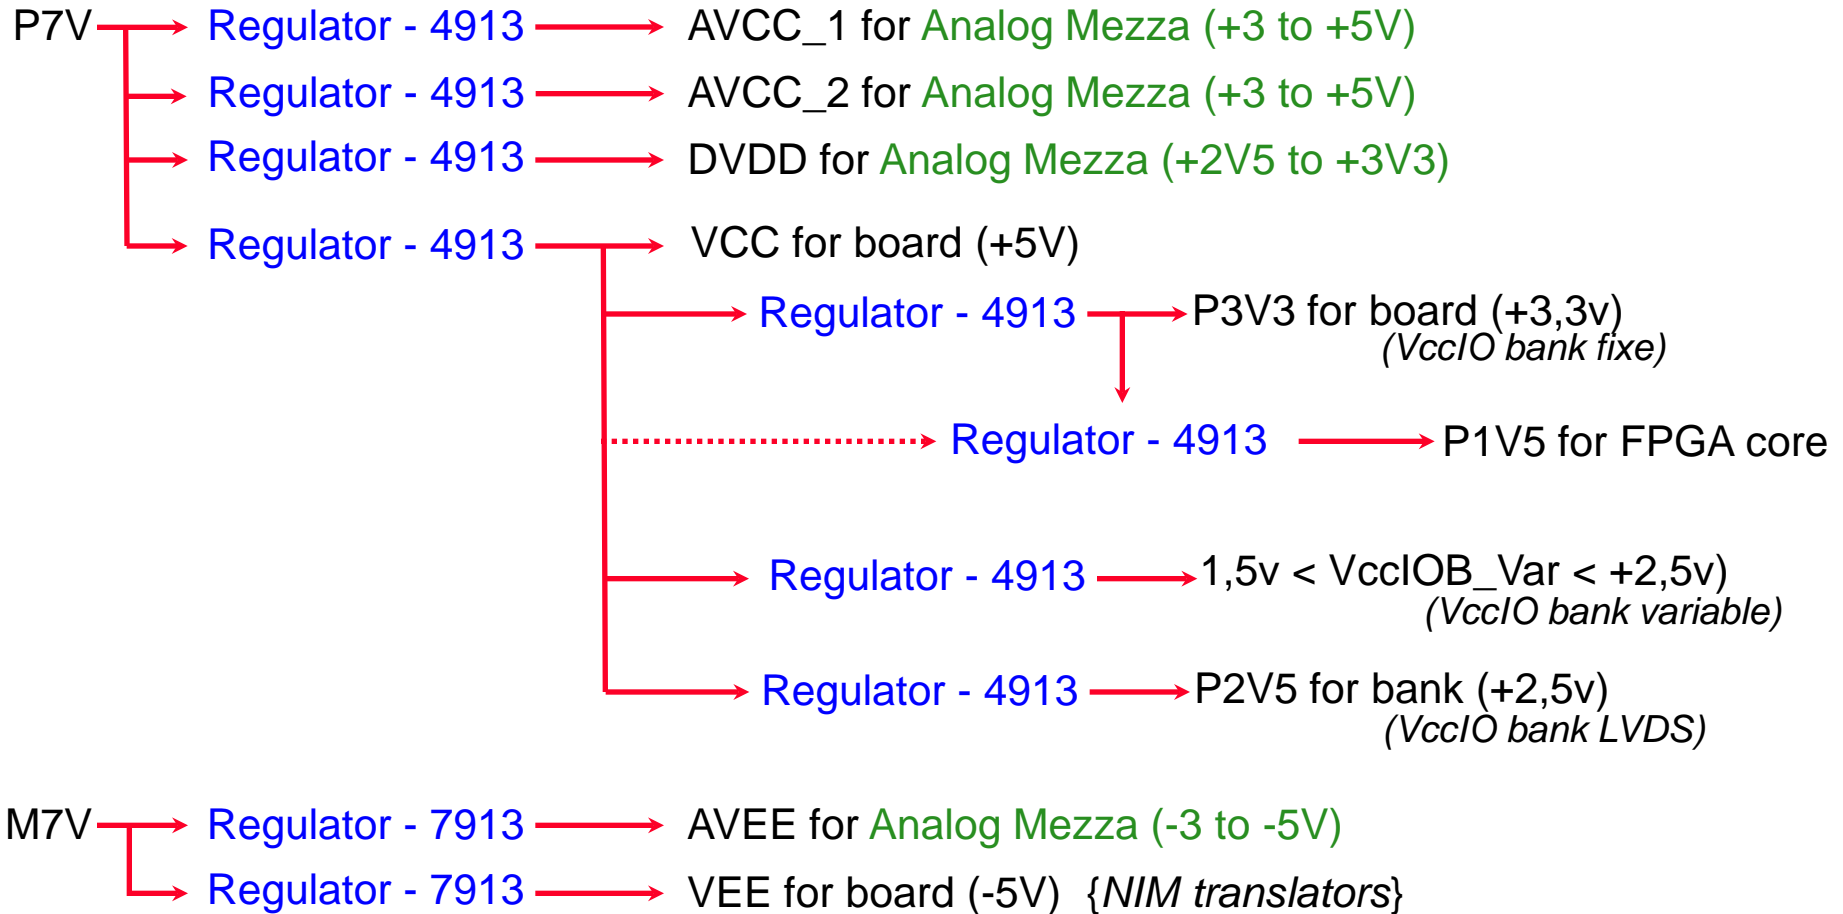 P7V Regulator - 4913 AVCC_1 for Analog Mezza (+3 to +5V)
Regulator - 4913 AVCC_2 for Analog Mezza (+3 to +5V)
Regulator - 4913 DVDD for Analog Mezza (+2V5 to +3V3)
Regulator - 4913 VCC for board (+5V)
Regulator - 4913 P3V3 for board (+3,3v)
(VccIO bank fixe)
Regulator - 4913 P1V5 for FPGA core
Regulator - 4913 1,5v < VccIOB_Var < +2,5v)
(VccIO bank variable)
Regulator - 4913 P2V5 for bank (+2,5v)
(VccIO bank LVDS)
M7V Regulator - 7913 AVEE for Analog Mezza (-3 to -5V)
Regulator - 7913 VEE for board (-5V) {NIM translators}